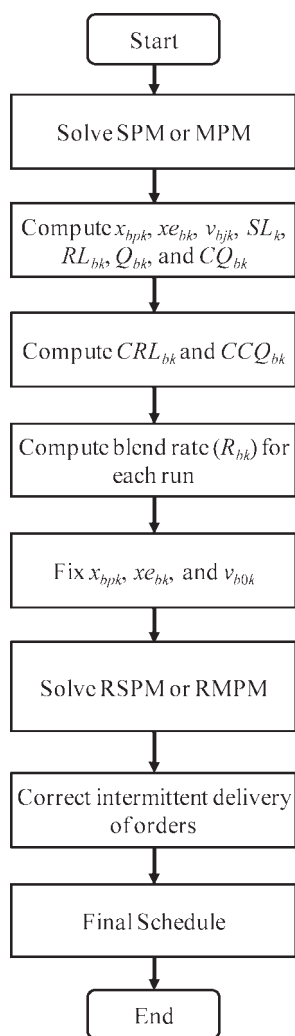 Start
Solve SPM or MPM
Compute x_bpk, xe_bk, v_bjk, SL_k,
RL_bk, Q_bk, and CQ_bk
Compute CRL_bk and CCQ_bk
Compute blend rate (R_bk) for
each run
Fix x_bpk, xe_bk, and v_b0k
Solve RSPM or RMPM
Correct intermittent delivery
of orders
Final Schedule
End